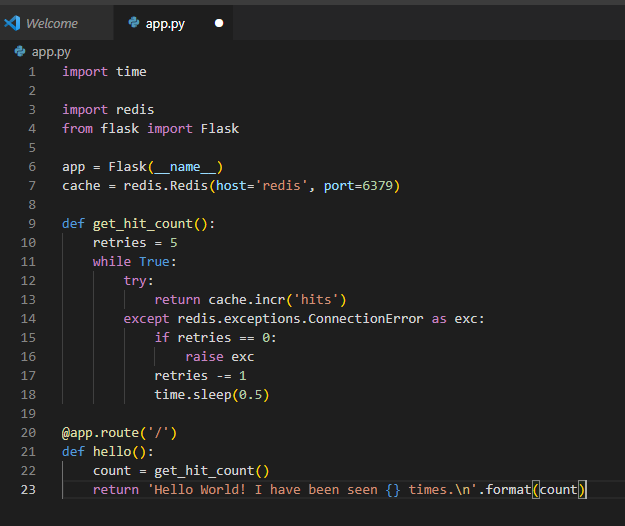 Welcome
app.py
app.py
1 import time
2
3 import redis
4 from flask import Flask
5
6 app = Flask(__name__)
7 cache = redis.Redis(host='redis', port=6379)
8
9 def get_hit_count():
10     retries = 5
11     while True:
12         try:
13             return cache.incr('hits')
14         except redis.exceptions.ConnectionError as exc:
15             if retries == 0:
16                 raise exc
17             retries -= 1
18             time.sleep(0.5)
19
20 @app.route('/')
21 def hello():
22     count = get_hit_count()
23     return 'Hello World! I have been seen {} times.\n'.format(count)